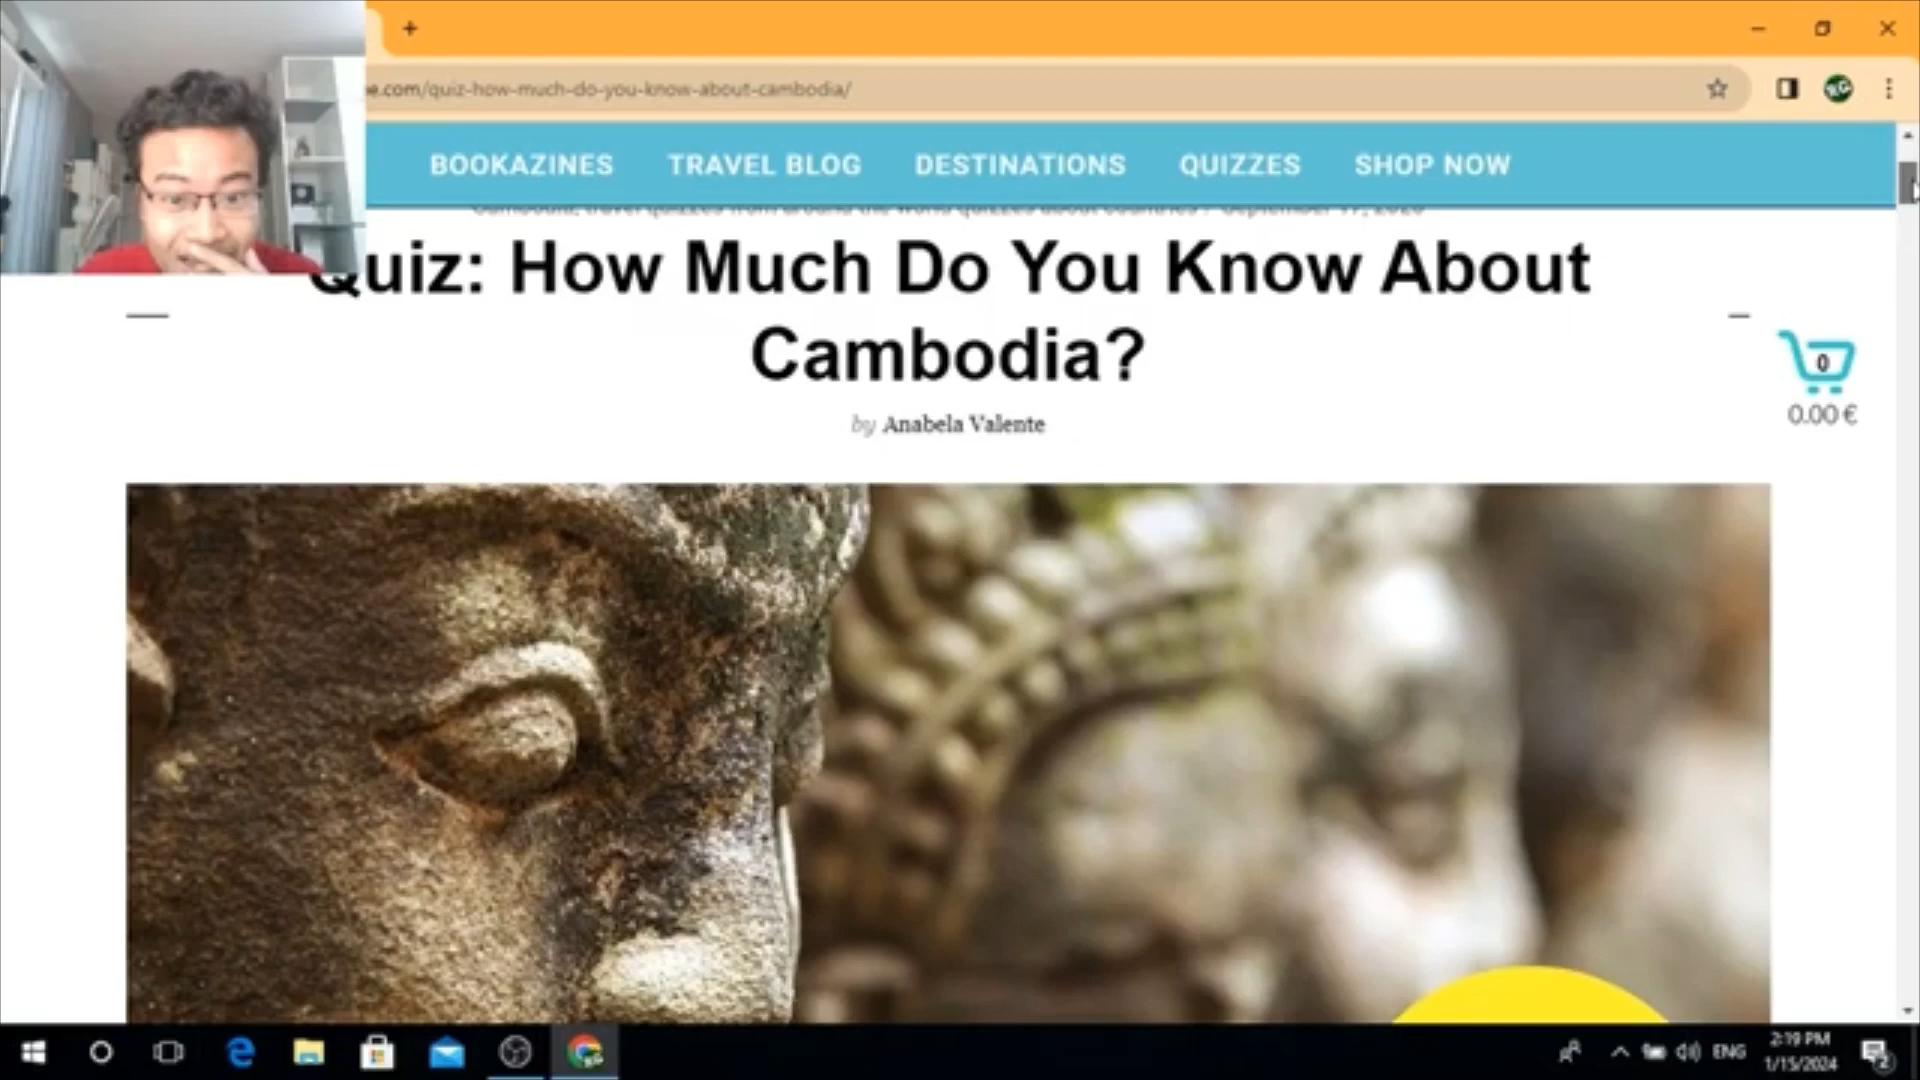 e.com/quiz-how-much-do-you-know-about-cambodia/
BOOKAZINES TRAVEL BLOG DESTINATIONS QUIZZES SHOP NOW
Quiz: How Much Do You Know About
Cambodia?
by Anabela Valente
0
0.00 €
ENG
2:19 PM
1/15/2024
2